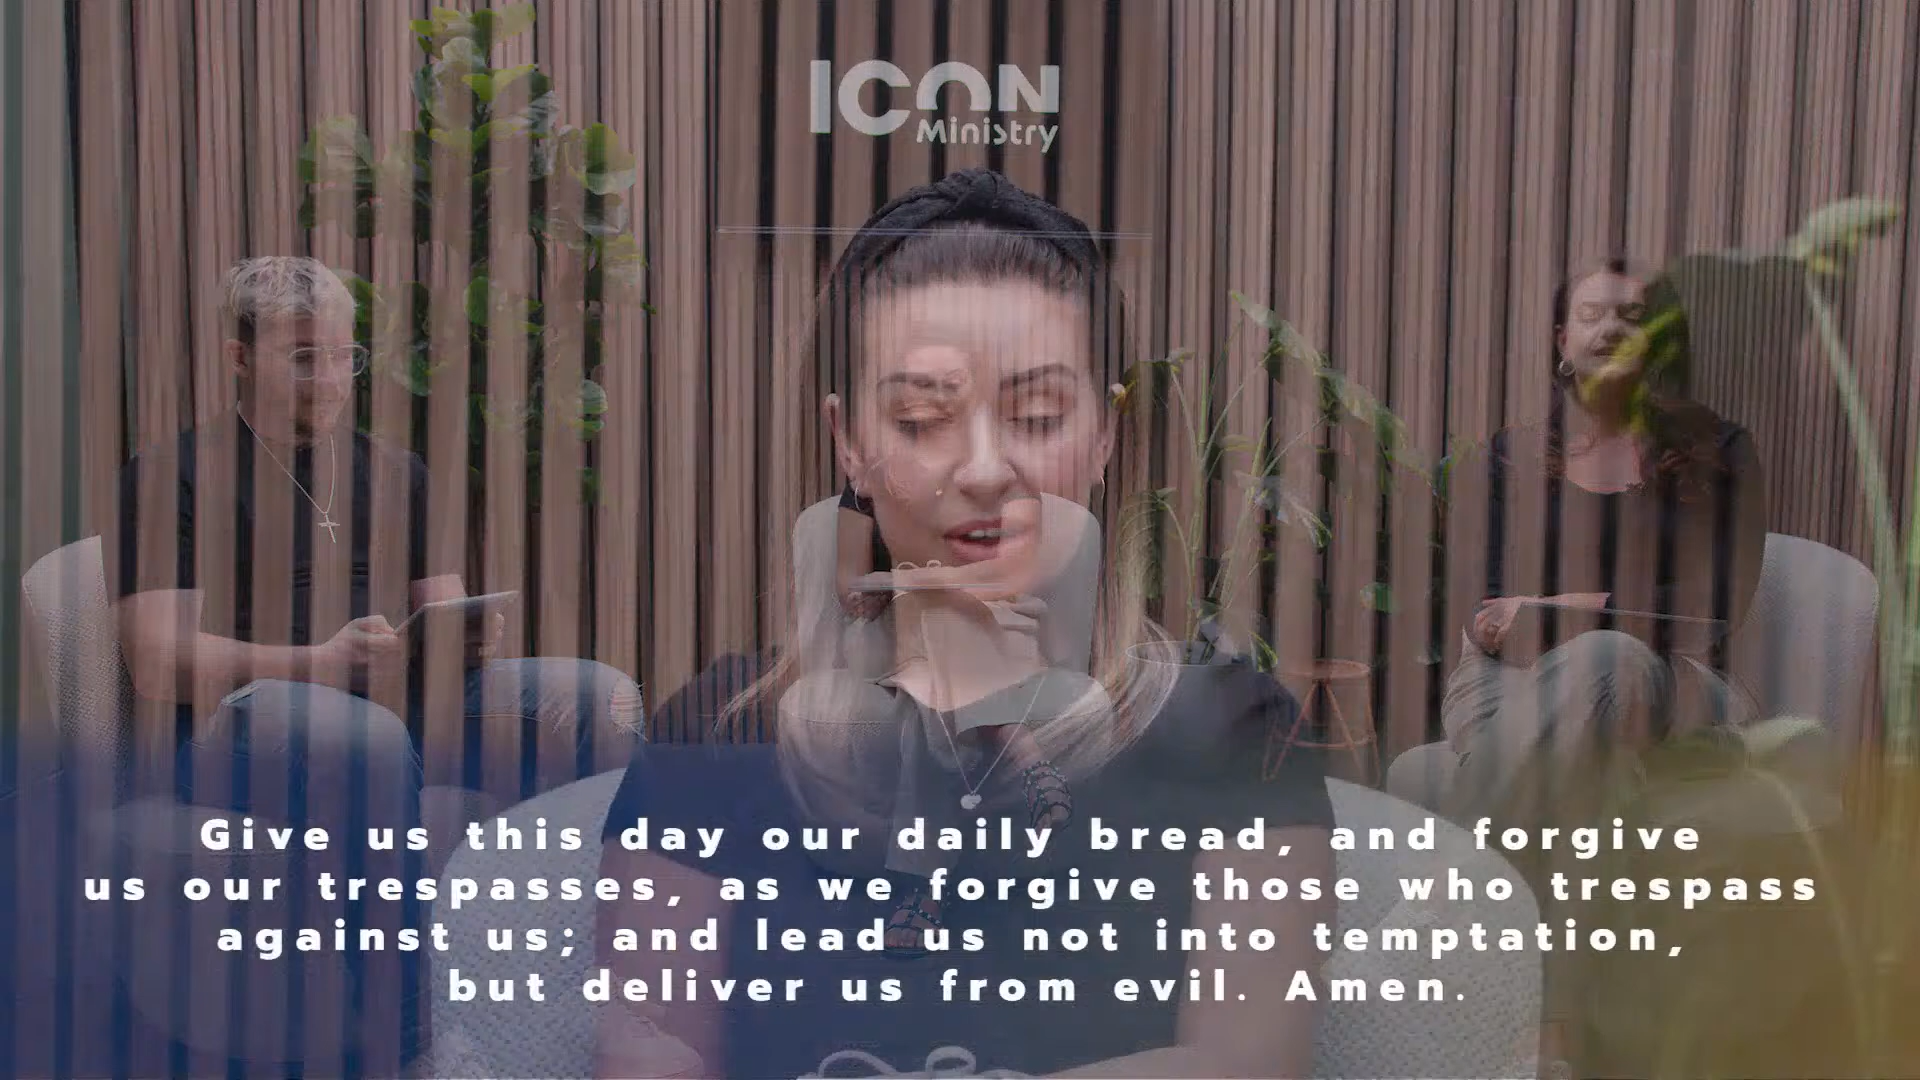 ICON
Ministry
Give us this day our daily bread, and forgive
us our trespasses, as we forgive those who trespass
against us; and lead us not into temptation,
but deliver us from evil. Amen.